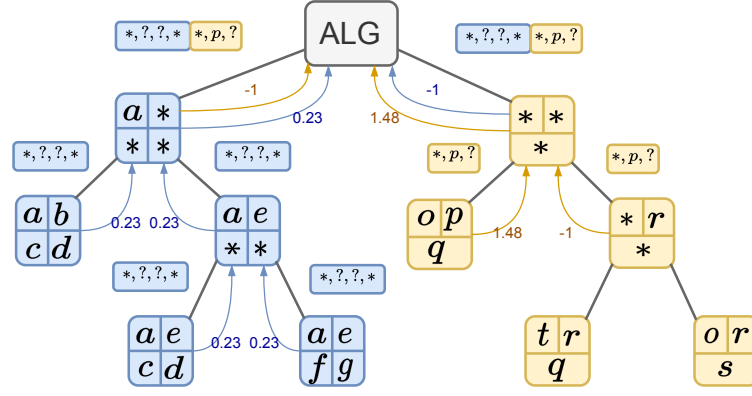 ALG
*,?,?,* *,p,?
*,?,?,* *,p,?
-1
-1
0.23
1.48
a *
* *
* *
*
*,?,?,*
*,?,?,*
*,p,?
*,p,?
a b
c d
0.23 0.23
a e
* *
o p
q
1.48
-1
* r
*
*,?,?,*
*,?,?,*
a e
c d
0.23 0.23
a e
f g
t r
q
o r
s